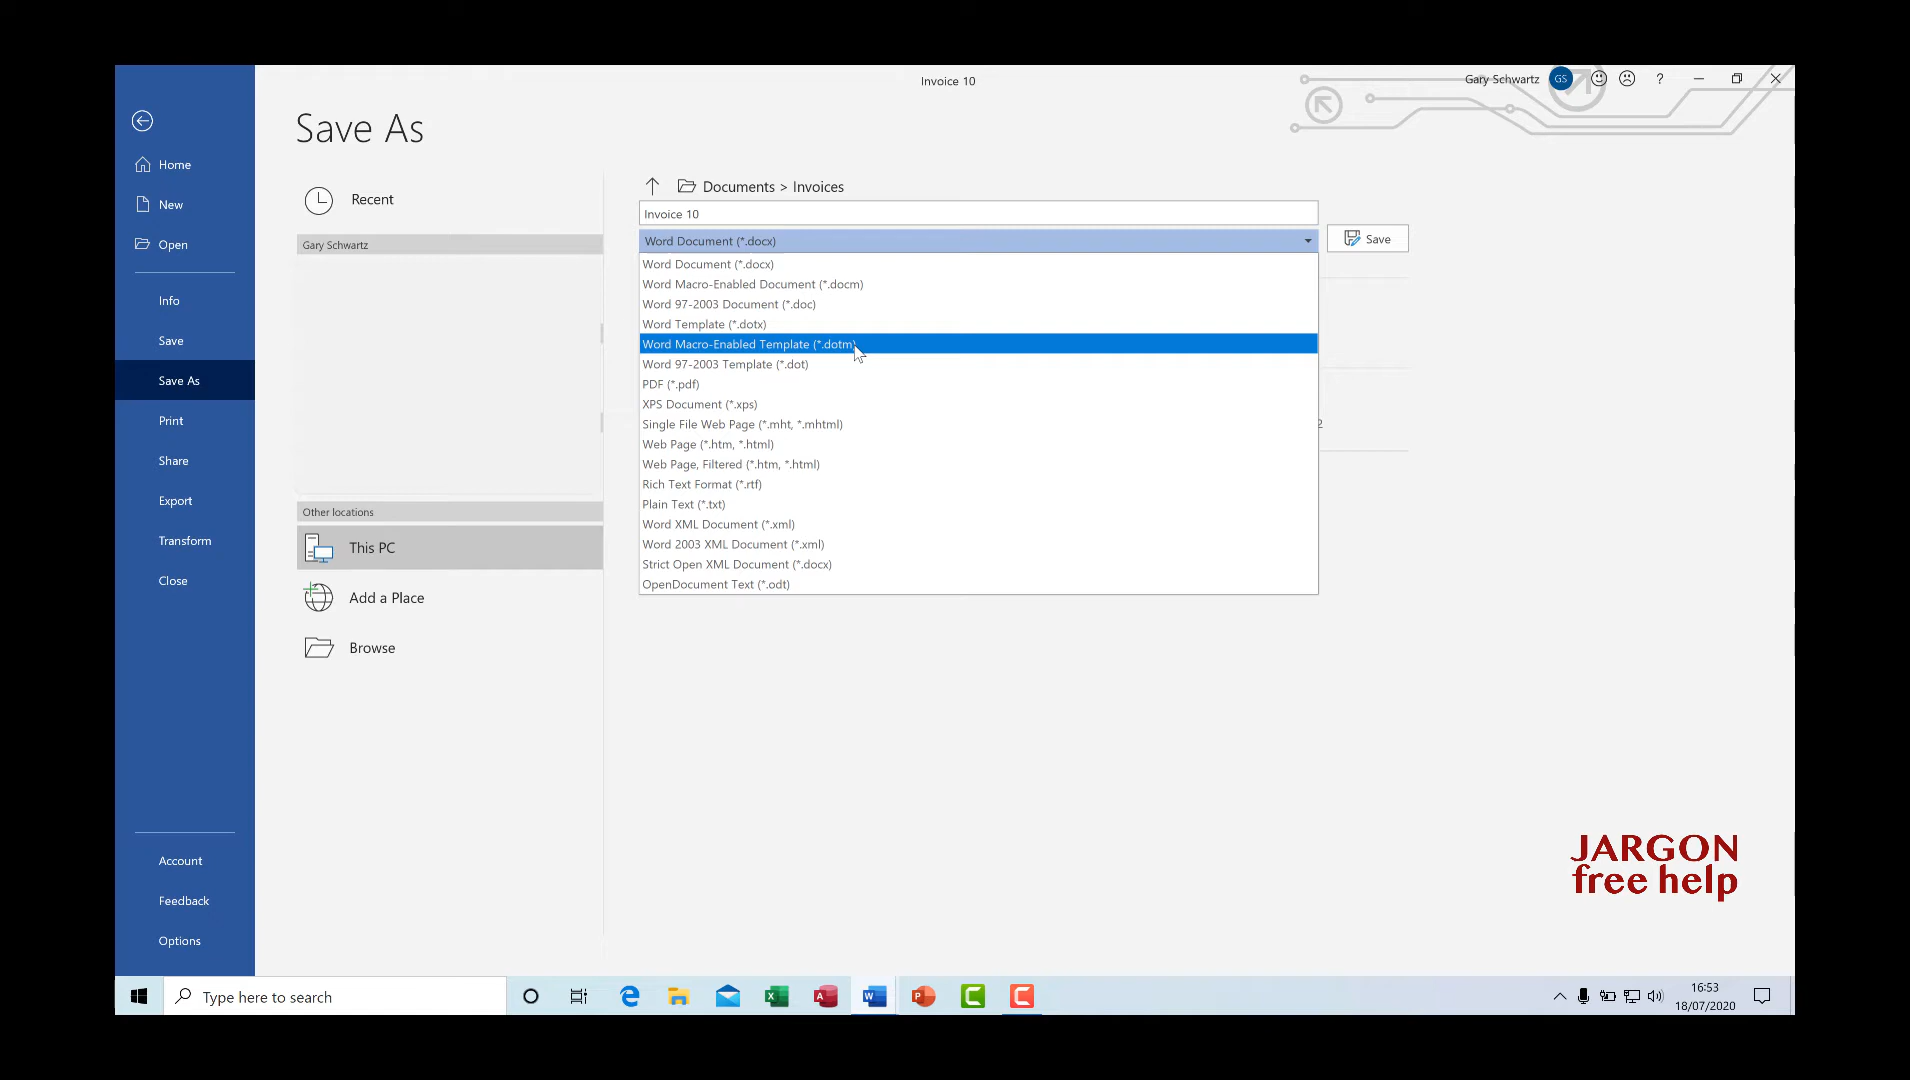 Invoice 10
Gary Schwartz GS ?
Save As
Home
New
Open
Info
Save
Save As
Print
Share
Export
Transform
Close
Account
Feedback
Options
Recent
Gary Schwartz
Other locations
This PC
Add a Place
Browse
Documents > Invoices
Invoice 10
Word Document (*.docx)
Save
Word Document (*.docx)
Word Macro-Enabled Document (*.docm)
Word 97-2003 Document (*.doc)
Word Template (*.dotx)
Word Macro-Enabled Template (*.dotm)
Word 97-2003 Template (*.dot)
PDF (*.pdf)
XPS Document (*.xps)
Single File Web Page (*.mht, *.mhtml)
Web Page (*.htm, *.html)
Web Page, Filtered (*.htm, *.html)
Rich Text Format (*.rtf)
Plain Text (*.txt)
Word XML Document (*.xml)
Word 2003 XML Document (*.xml)
Strict Open XML Document (*.docx)
OpenDocument Text (*.odt)
2
JARGON
free help
Type here to search
16:53
18/07/2020